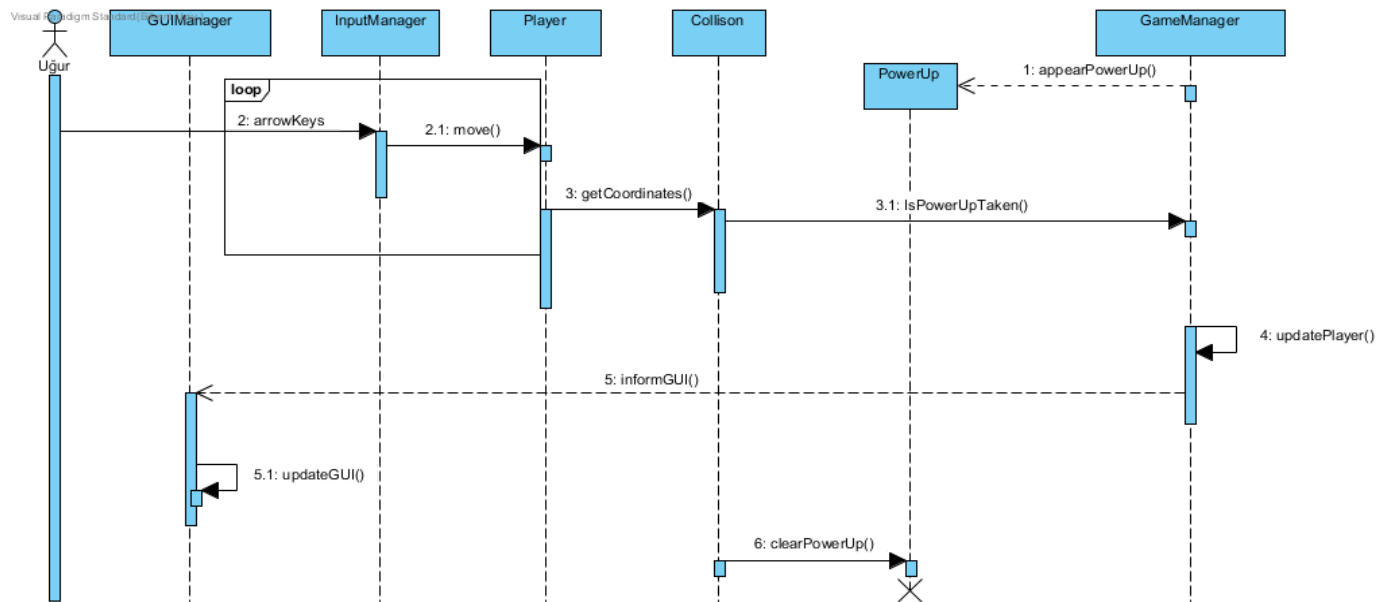 GUIManager
InputManager
Player
Collison
GameManager
Uğur
PowerUp
1: appearPowerUp()
loop
2: arrowKeys
2.1: move()
3: getCoordinates()
3.1: IsPowerUpTaken()
4: updatePlayer()
5: informGUI()
5.1: updateGUI()
6: clearPowerUp()